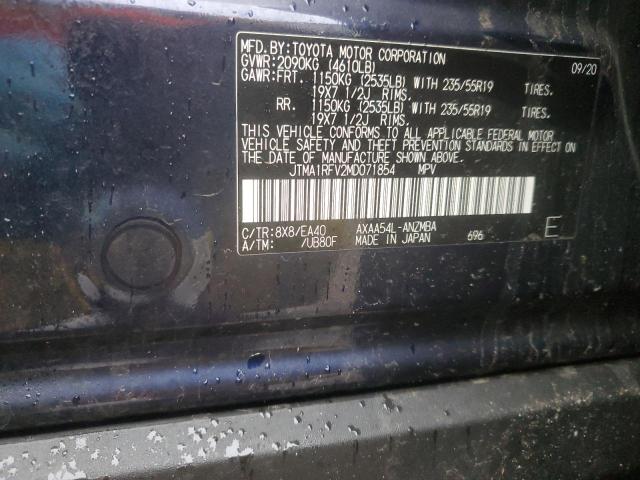 MFD.BY:TOYOTA MOTOR CORPORATION 09/20
GVWR:2090KG (4610LB)
GAWR:FRT. 1150KG (2535LB) WITH 235/55R19 TIRES.
19X7 1/2J RIMS.
RR. 1150KG (2535LB) WITH 235/55R19 TIRES.
19X7 1/2J RIMS.
THIS VEHICLE CONFORMS TO ALL APPLICABLE FEDERAL MOTOR
VEHICLE SAFETY AND THEFT PREVENTION STANDARDS IN EFFECT ON THE
DATE OF MANUFACTURE SHOWN ABOVE.
JTMA1RFV2MD071854 MPV
C/TR:8X8/EA40 AXAA54L-ANZMBA E
A/TM: /UB80F MADE IN JAPAN 696